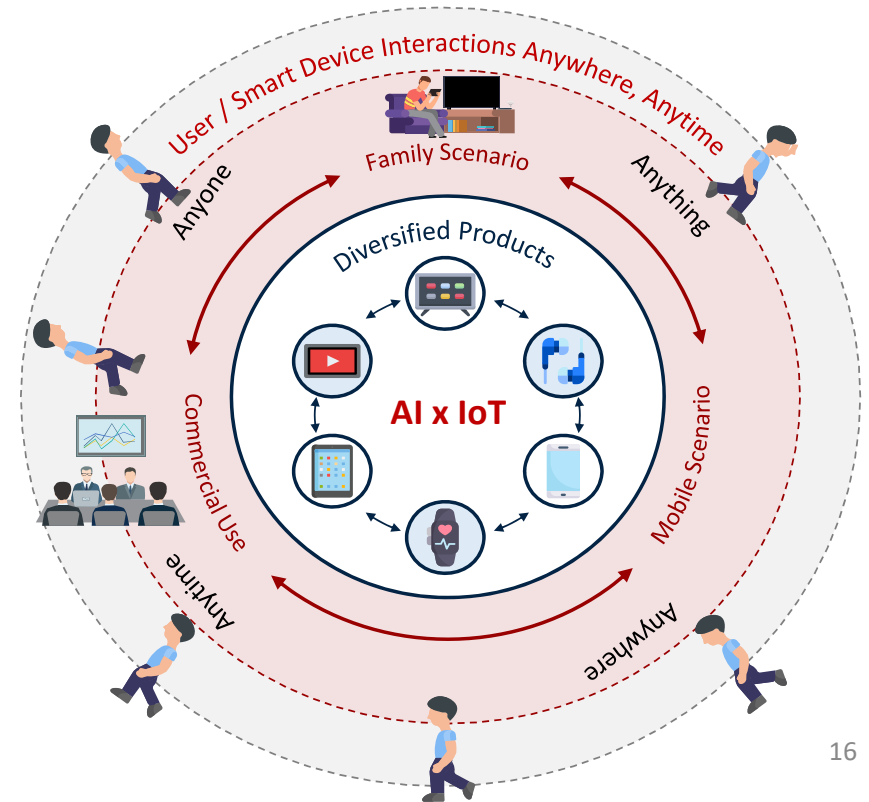 User / Smart Device Interactions Anywhere, Anytime
Family Scenario
Anyone
Anything
Diversified Products
AI x IoT
Commercial Use
Mobile Scenario
Anytime
Anywhere
16